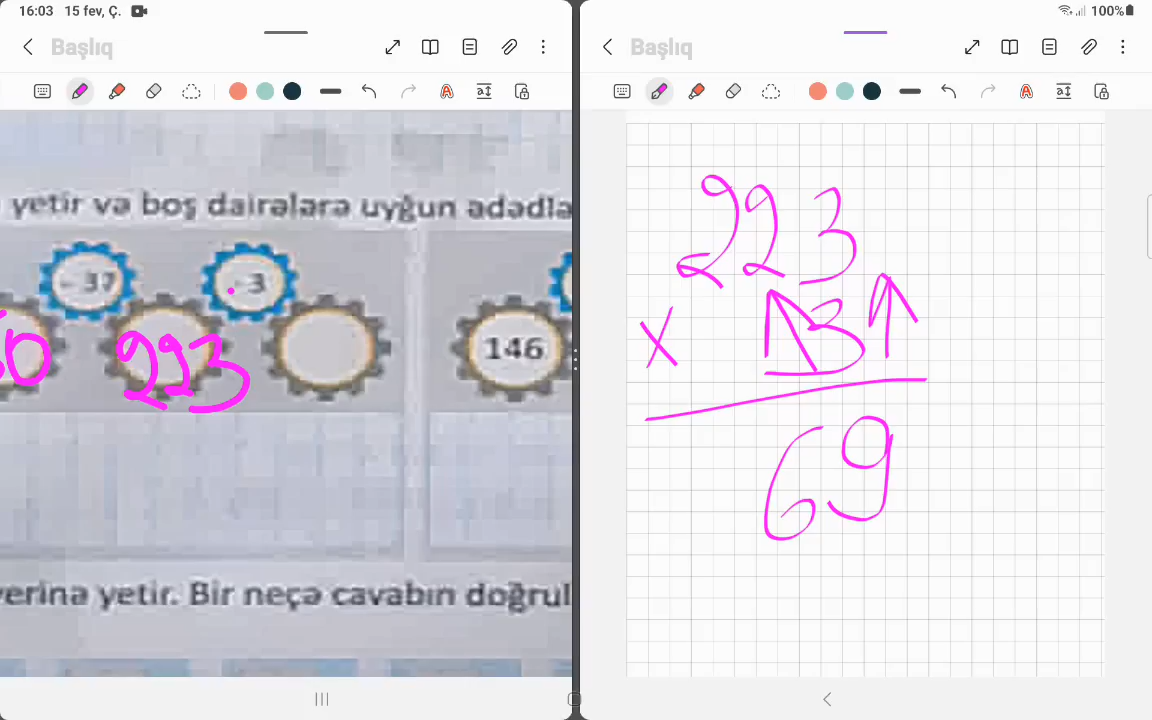 16:03 15 fev, Ç.
100%
Başlıq
Başlıq
yetir və boş dairələrə uyğun ədədlə
- 37
- 3
223
146
yerinə yetir. Bir neçə cavabın doğrul
223
x 3
69